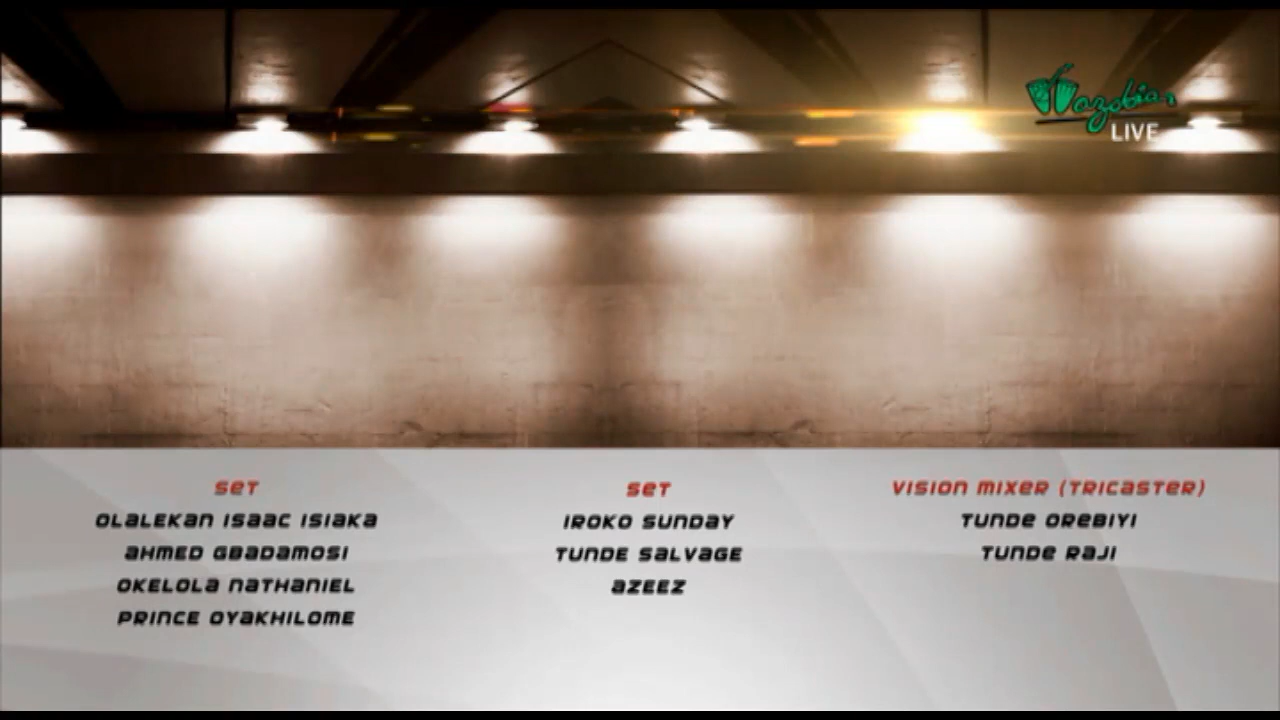 Wazobia
LIVE
SET
OLALEKAN ISAAC ISIAKA
AHMED GBADAMOSI
OKELOLA NATHANIEL
PRINCE OYAKHILOME
SET
IROKO SUNDAY
TUNDE SALVAGE
AZEEZ
VISION MIXER (TRICASTER)
TUNDE OREBIYI
TUNDE RAJI